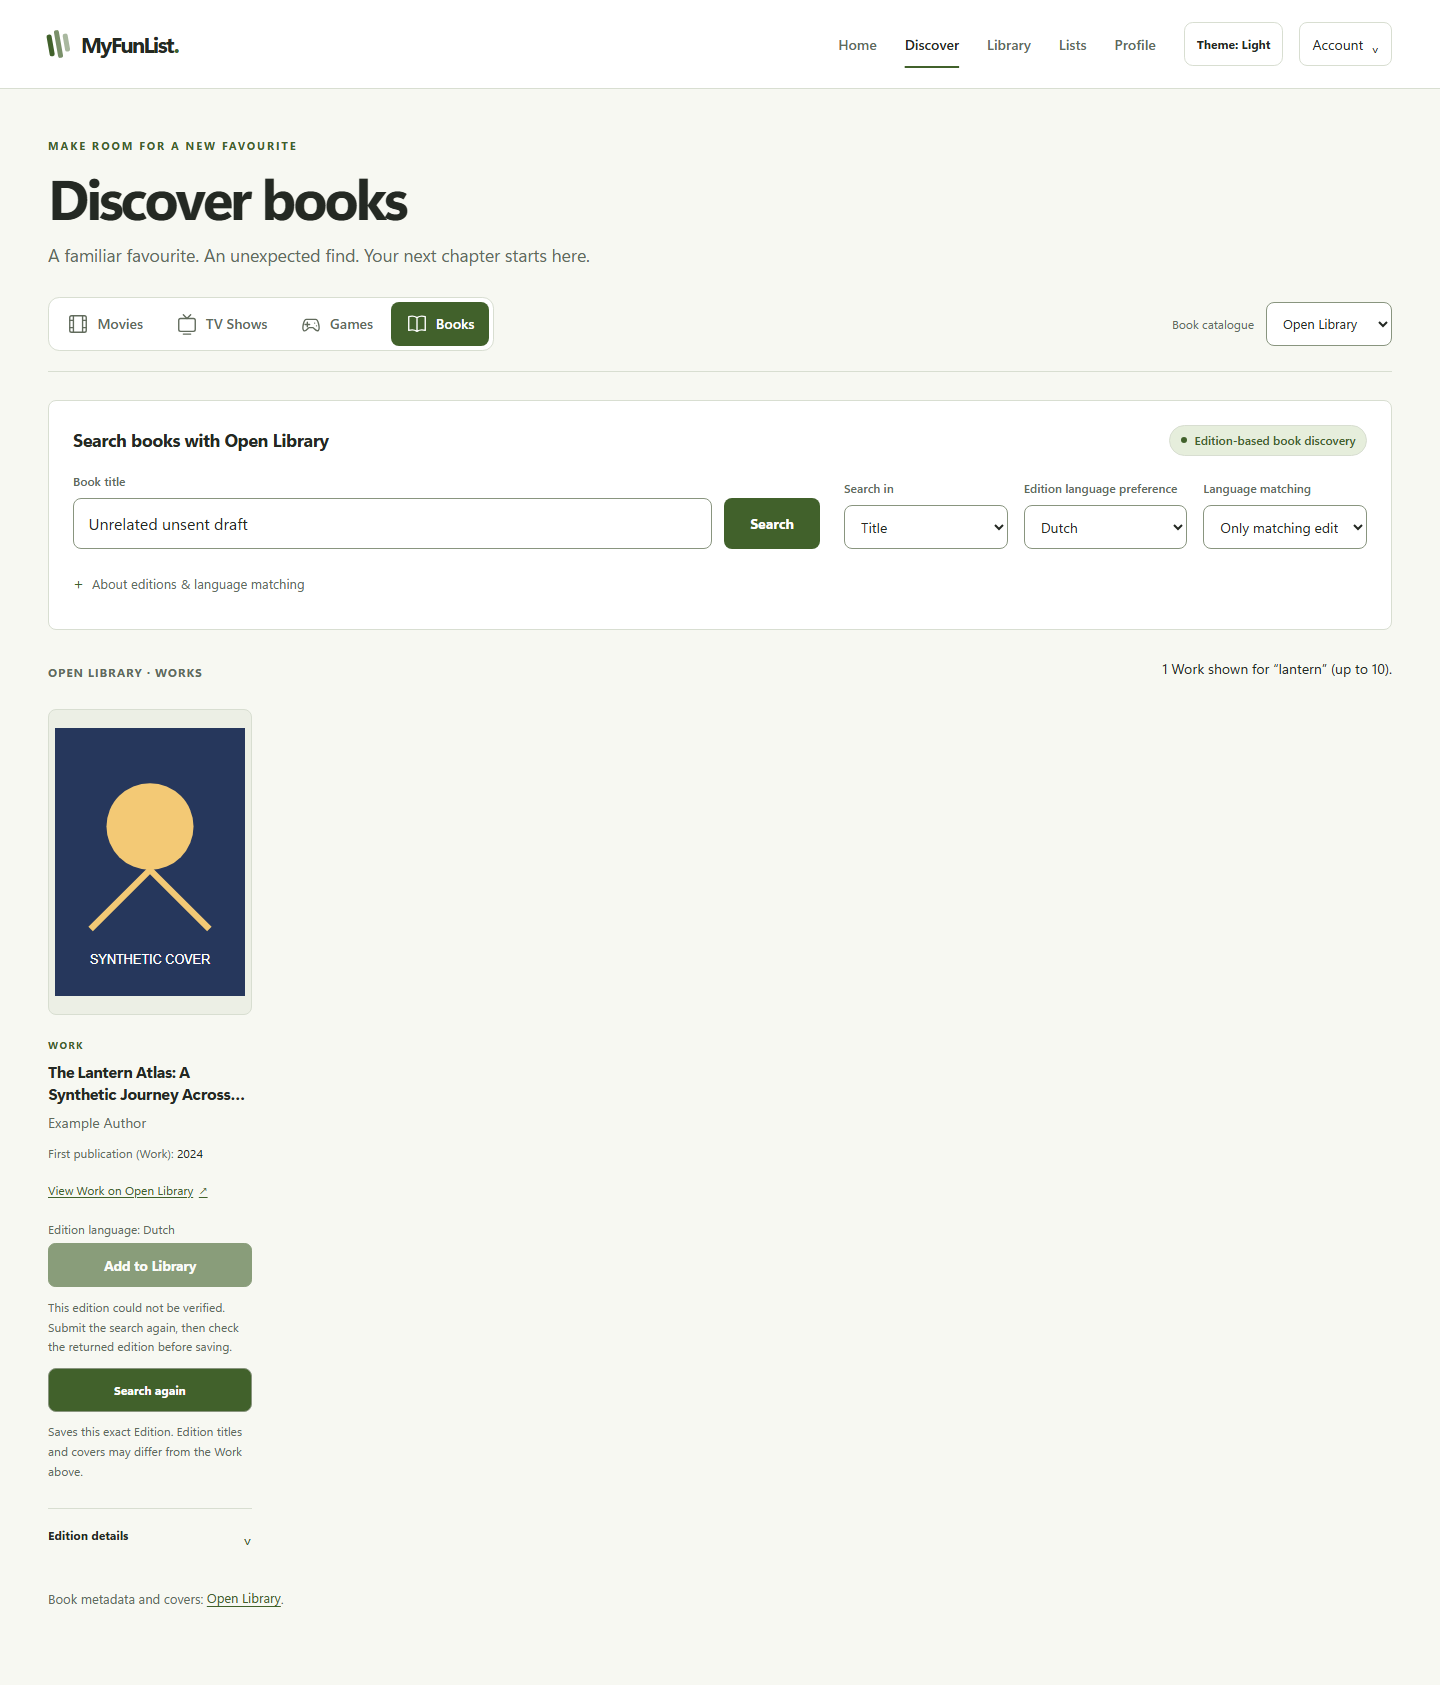 MyFunList.
Home
Discover
Library
Lists
Profile
Theme: Light
Account
MAKE ROOM FOR A NEW FAVOURITE
Discover books
A familiar favourite. An unexpected find. Your next chapter starts here.
Movies
TV Shows
Games
Books
Book catalogue
Open Library
Search books with Open Library
Edition-based book discovery
Book title
Unrelated unsent draft
Search
Search in
Title
Edition language preference
Dutch
Language matching
Only matching edit
+ About editions & language matching
OPEN LIBRARY · WORKS
1 Work shown for “lantern” (up to 10).
SYNTHETIC COVER
WORK
The Lantern Atlas: A
Synthetic Journey Across…
Example Author
First publication (Work): 2024
View Work on Open Library ↗
Edition language: Dutch
Add to Library
This edition could not be verified.
Submit the search again, then check
the returned edition before saving.
Search again
Saves this exact Edition. Edition titles
and covers may differ from the Work
above.
Edition details
Book metadata and covers: Open Library.